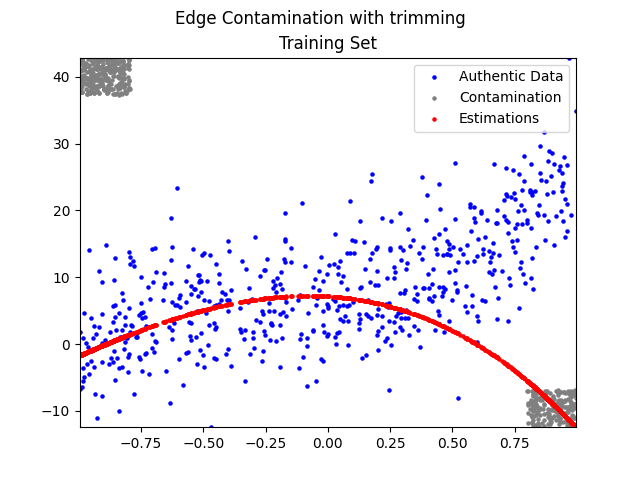 Edge Contamination with trimming
Training Set
Authentic Data
Contamination
Estimations
40
30
20
10
0
−10
−0.75
−0.50
−0.25
0.00
0.25
0.50
0.75